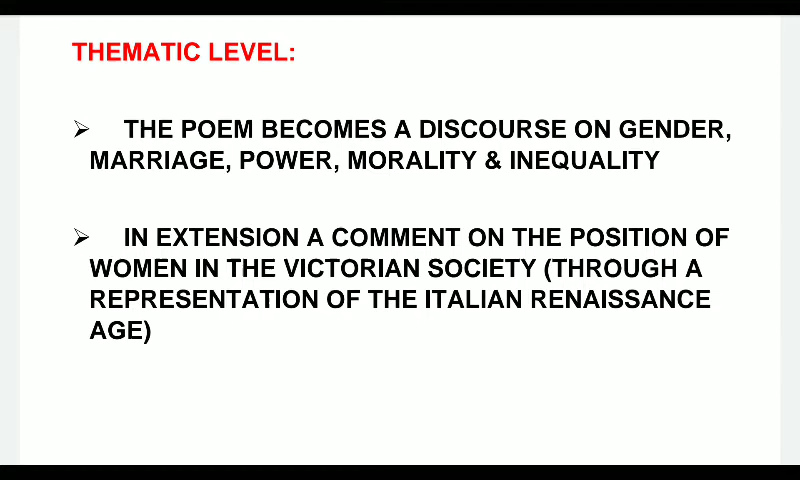 THEMATIC LEVEL:
➢ THE POEM BECOMES A DISCOURSE ON GENDER,
MARRIAGE, POWER, MORALITY & INEQUALITY
➢ IN EXTENSION A COMMENT ON THE POSITION OF
WOMEN IN THE VICTORIAN SOCIETY (THROUGH A
REPRESENTATION OF THE ITALIAN RENAISSANCE
AGE)